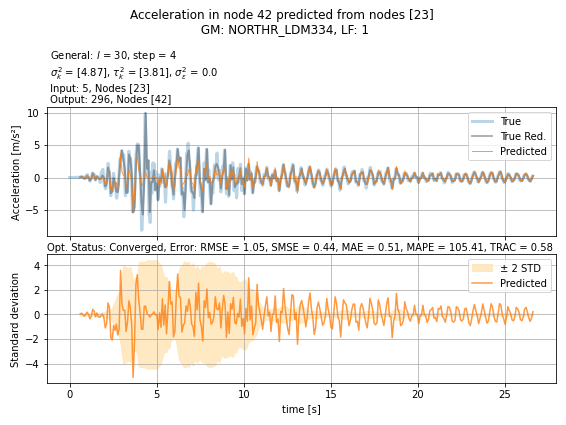 Acceleration in node 42 predicted from nodes [23]
GM: NORTHR_LDM334, LF: 1
General: l = 30, step = 4
σ²ₖ = [4.87], τ²ₖ = [3.81], σ²ε = 0.0
Input: 5, Nodes [23]
Output: 296, Nodes [42]
Acceleration [m/s²]
10
5
0
−5
True
True Red.
Predicted
Opt. Status: Converged, Error: RMSE = 1.05, SMSE = 0.44, MAE = 0.51, MAPE = 105.41, TRAC = 0.58
Standard deviation
4
2
0
−2
−4
± 2 STD
Predicted
0 5 10 15 20 25
time [s]